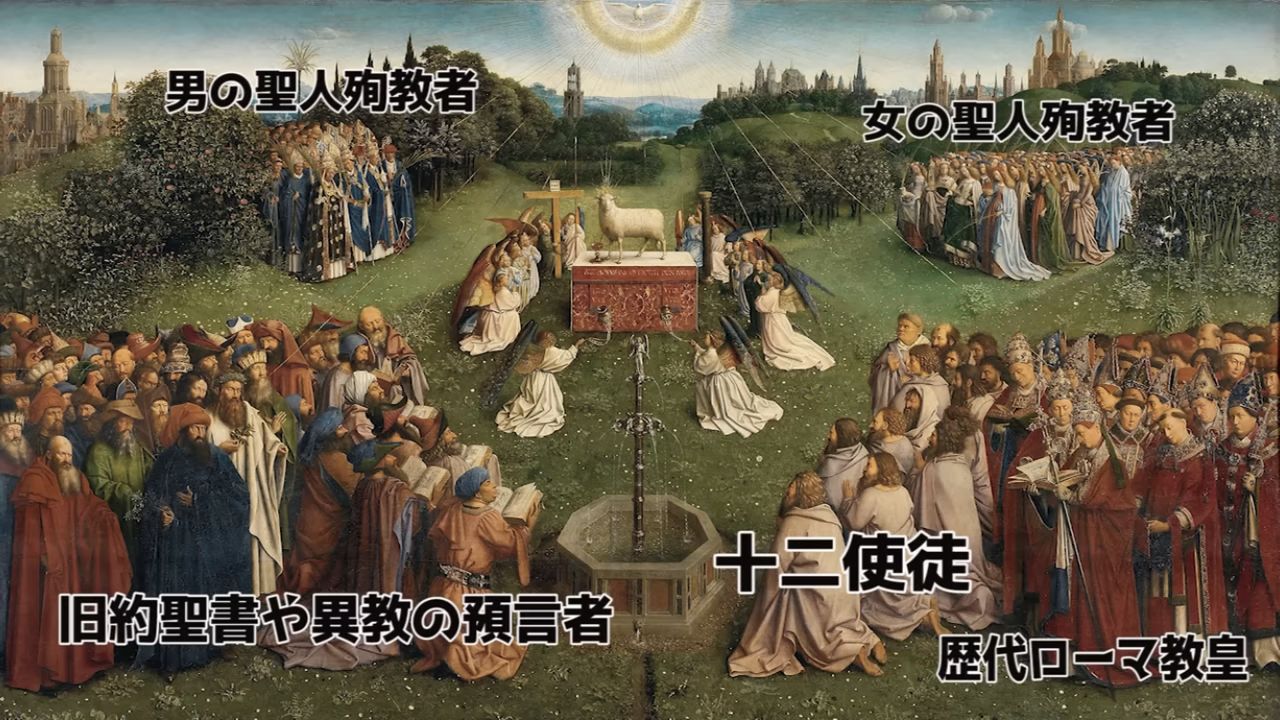 男の聖人殉教者
女の聖人殉教者
十二使徒
旧約聖書や異教の預言者
歴代ローマ教皇